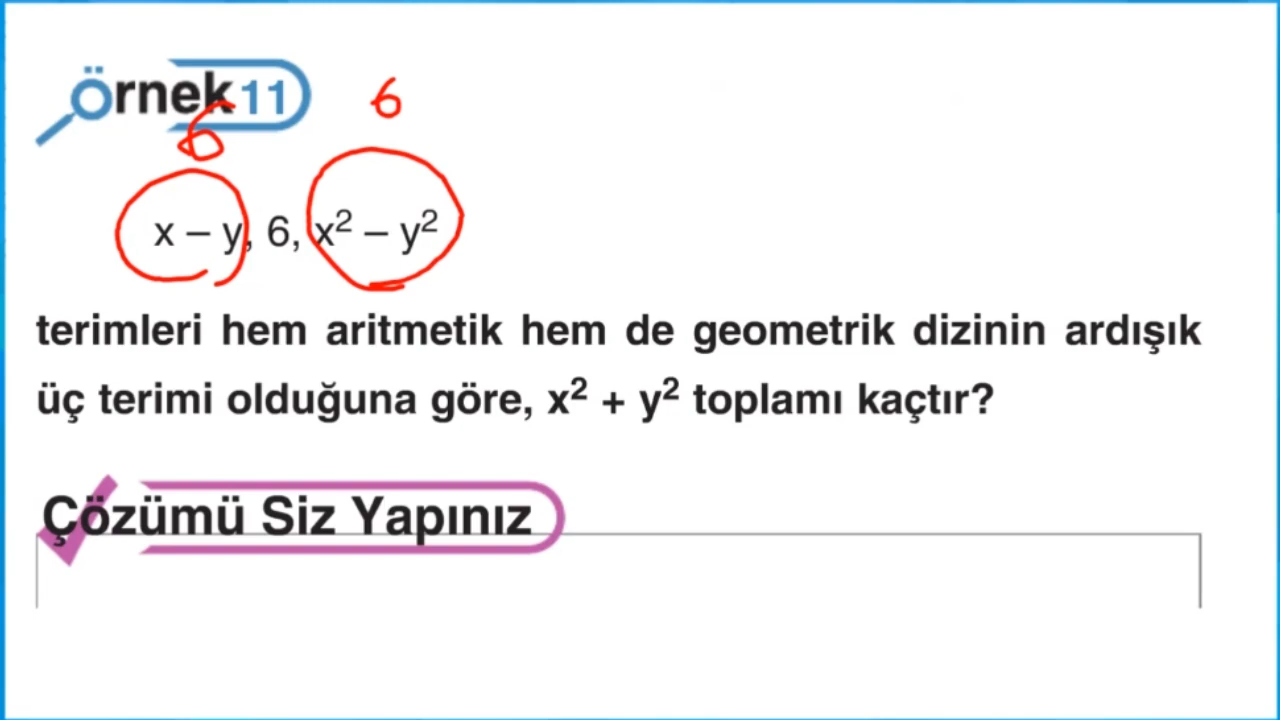 örnek 11
6 6
x – y, 6, x² – y²
terimleri hem aritmetik hem de geometrik dizinin ardışık
üç terimi olduğuna göre, x² + y² toplamı kaçtır?
Çözümü Siz Yapınız